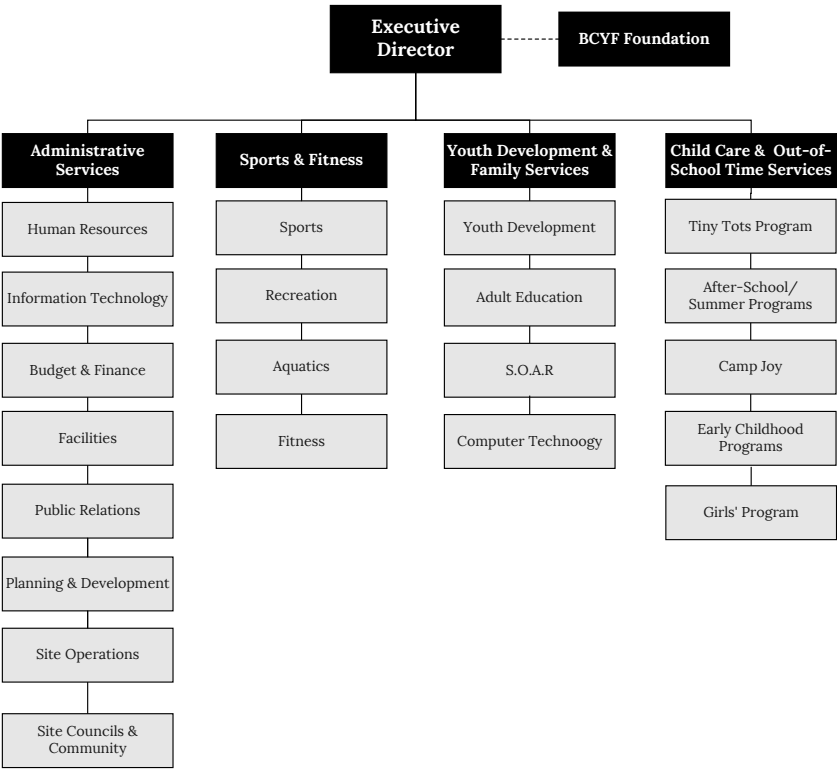 Executive
Director
BCYF Foundation
Administrative
Services
Sports & Fitness
Youth Development &
Family Services
Child Care &  Out-of-
School Time Services
Human Resources
Information Technology
Budget & Finance
Facilities
Public Relations
Planning & Development
Site Operations
Site Councils &
Community
Sports
Recreation
Aquatics
Fitness
Youth Development
Adult Education
S.O.A.R
Computer Technoogy
Tiny Tots Program
After-School/
Summer Programs
Camp Joy
Early Childhood
Programs
Girls' Program